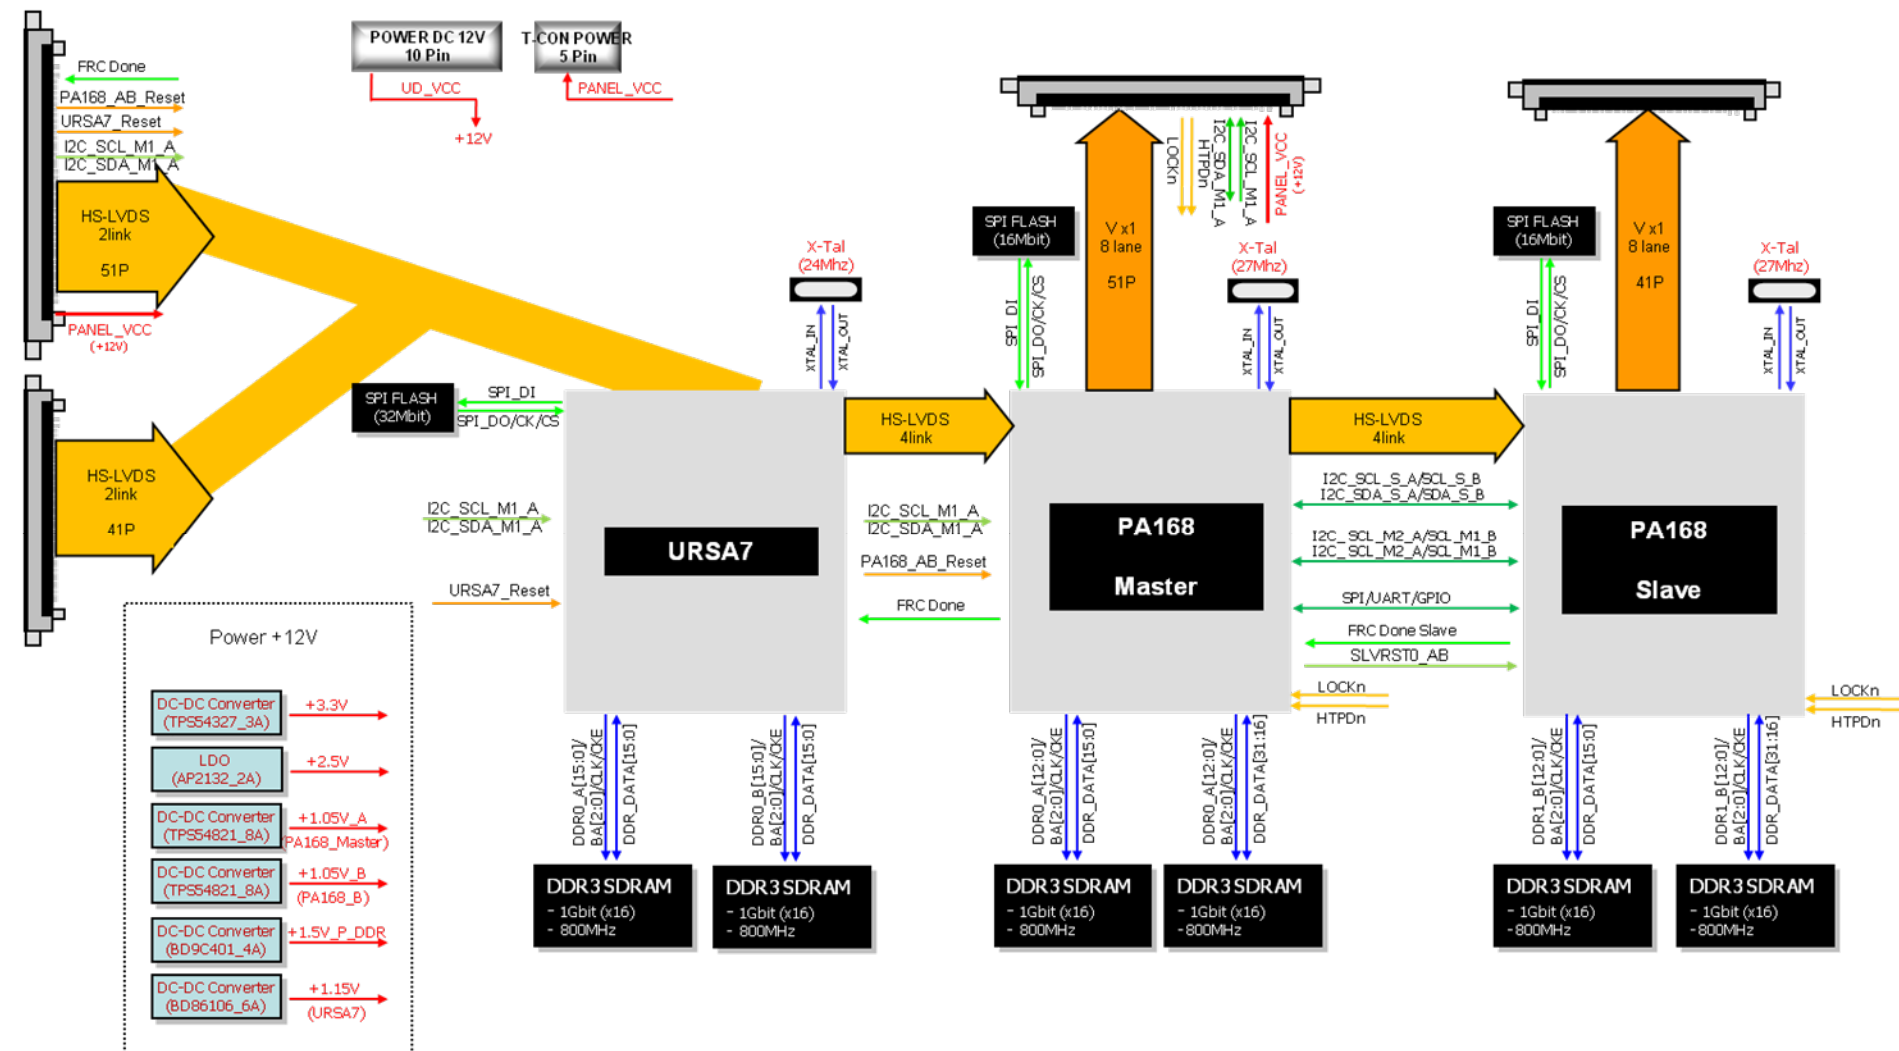 POWER DC 12V
10 Pin
UD_VCC
+12V
T-CON POWER
5 Pin
PANEL_VCC
FRC Done
PA168_AB_Reset
URSA7_Reset
I2C_SCL_M1_A
I2C_SDA_M1_A
HS-LVDS
2link
51P
PANEL_VCC
(+12V)
HS-LVDS
2link
41P
SPI FLASH
(32Mbit)
SPI_DI
SPI_DO/CK/CS
I2C_SCL_M1_A
I2C_SDA_M1_A
URSA7_Reset
X-Tal
(24Mhz)
XTAL_IN
XTAL_OUT
URSA7
HS-LVDS
4link
I2C_SCL_M1_A
I2C_SDA_M1_A
PA168_AB_Reset
FRC Done
SPI FLASH
(16Mbit)
SPI_DI
SPI_DO/CK/CS
V x1
8 lane
51P
LOCKn
HTPDn
I2C_SDA_M1_A
I2C_SCL_M1_A
PANEL_VCC
(+12V)
X-Tal
(27Mhz)
XTAL_IN
XTAL_OUT
PA168
Master
HS-LVDS
4link
I2C_SCL_S_A/SCL_S_B
I2C_SDA_S_A/SDA_S_B
I2C_SCL_M2_A/SCL_M1_B
I2C_SCL_M2_A/SCL_M1_B
SPI/UART/GPIO
FRC Done Slave
SLVRST0_AB
LOCKn
HTPDn
SPI FLASH
(16Mbit)
SPI_DI
SPI_DO/CK/CS
V x1
8 lane
41P
X-Tal
(27Mhz)
XTAL_IN
XTAL_OUT
PA168
Slave
LOCKn
HTPDn
DDR0_A[15:0]/
BA[2:0]/CLK/CKE
DDR_DATA[15:0]
DDR0_B[15:0]/
BA[2:0]/CLK/CKE
DDR_DATA[15:0]
DDR0_A[12:0]/
BA[2:0]/CLK/CKE
DDR_DATA[15:0]
DDR0_A[12:0]/
BA[2:0]/CLK/CKE
DDR_DATA[31:16]
DDR1_B[12:0]/
BA[2:0]/CLK/CKE
DDR_DATA[15:0]
DDR1_B[12:0]/
BA[2:0]/CLK/CKE
DDR_DATA[31:16]
DDR3 SDRAM
- 1Gbit (x16)
- 800MHz
DDR3 SDRAM
- 1Gbit (x16)
- 800MHz
DDR3 SDRAM
- 1Gbit (x16)
- 800MHz
DDR3 SDRAM
- 1Gbit (x16)
-800MHz
DDR3 SDRAM
- 1Gbit (x16)
-800MHz
DDR3 SDRAM
- 1Gbit (x16)
-800MHz
Power +12V
DC-DC Converter
(TPS54327_3A)
+3.3V
LDO
(AP2132_2A)
+2.5V
DC-DC Converter
(TPS54821_8A)
+1.05V_A
(PA168_Master)
DC-DC Converter
(TPS54821_8A)
+1.05V_B
(PA168_B)
DC-DC Converter
(BD9C401_4A)
+1.5V_P_DDR
DC-DC Converter
(BD86106_6A)
+1.15V
(URSA7)